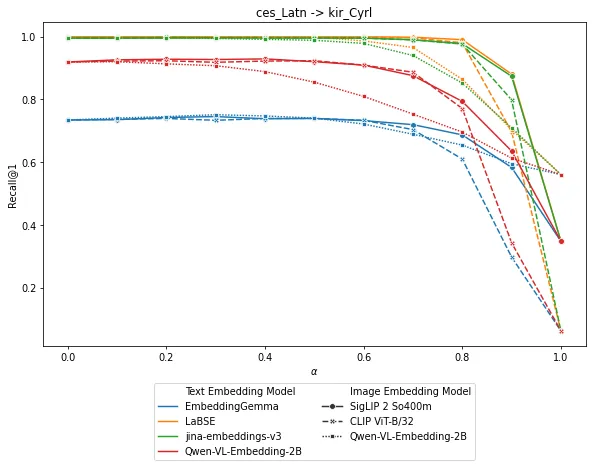 ces_Latn -> kir_Cyrl
1.0
0.8
0.6
0.4
0.2
Recall@1
0.0 0.2 0.4 0.6 0.8 1.0
α
Text Embedding Model Image Embedding Model
EmbeddingGemma SigLIP 2 So400m
LaBSE CLIP ViT-B/32
jina-embeddings-v3 Qwen-VL-Embedding-2B
Qwen-VL-Embedding-2B